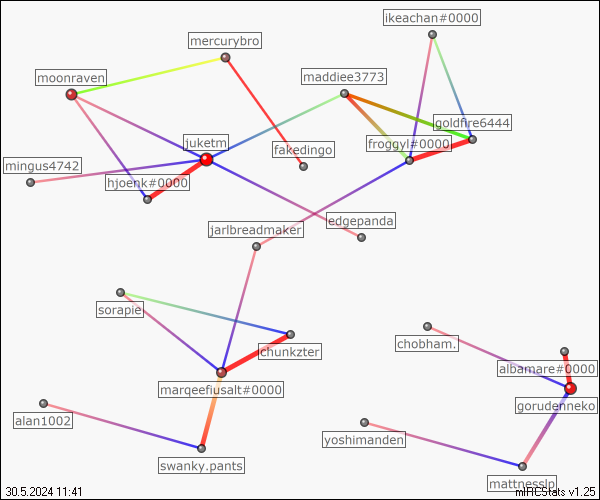 ikeachan#0000
mercurybro
maddiee3773
moonraven
goldfire6444
froggyl#0000
juketm
fakedingo
mingus4742
hjoenk#0000
edgepanda
jarlbreadmaker
sorapie
chobham.
chunkzter
albamare#0000
marqeefiusalt#0000
gorudenneko
alan1002
yoshimanden
swanky.pants
mattnesslp
30.5.2024 11:41
mIRCStats v1.25